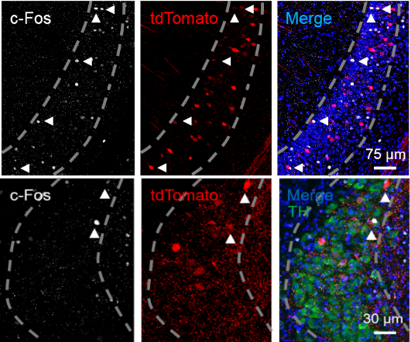 c-Fos
tdTomato
Merge
75 µm
c-Fos
tdTomato
Merge
Th
30 µm